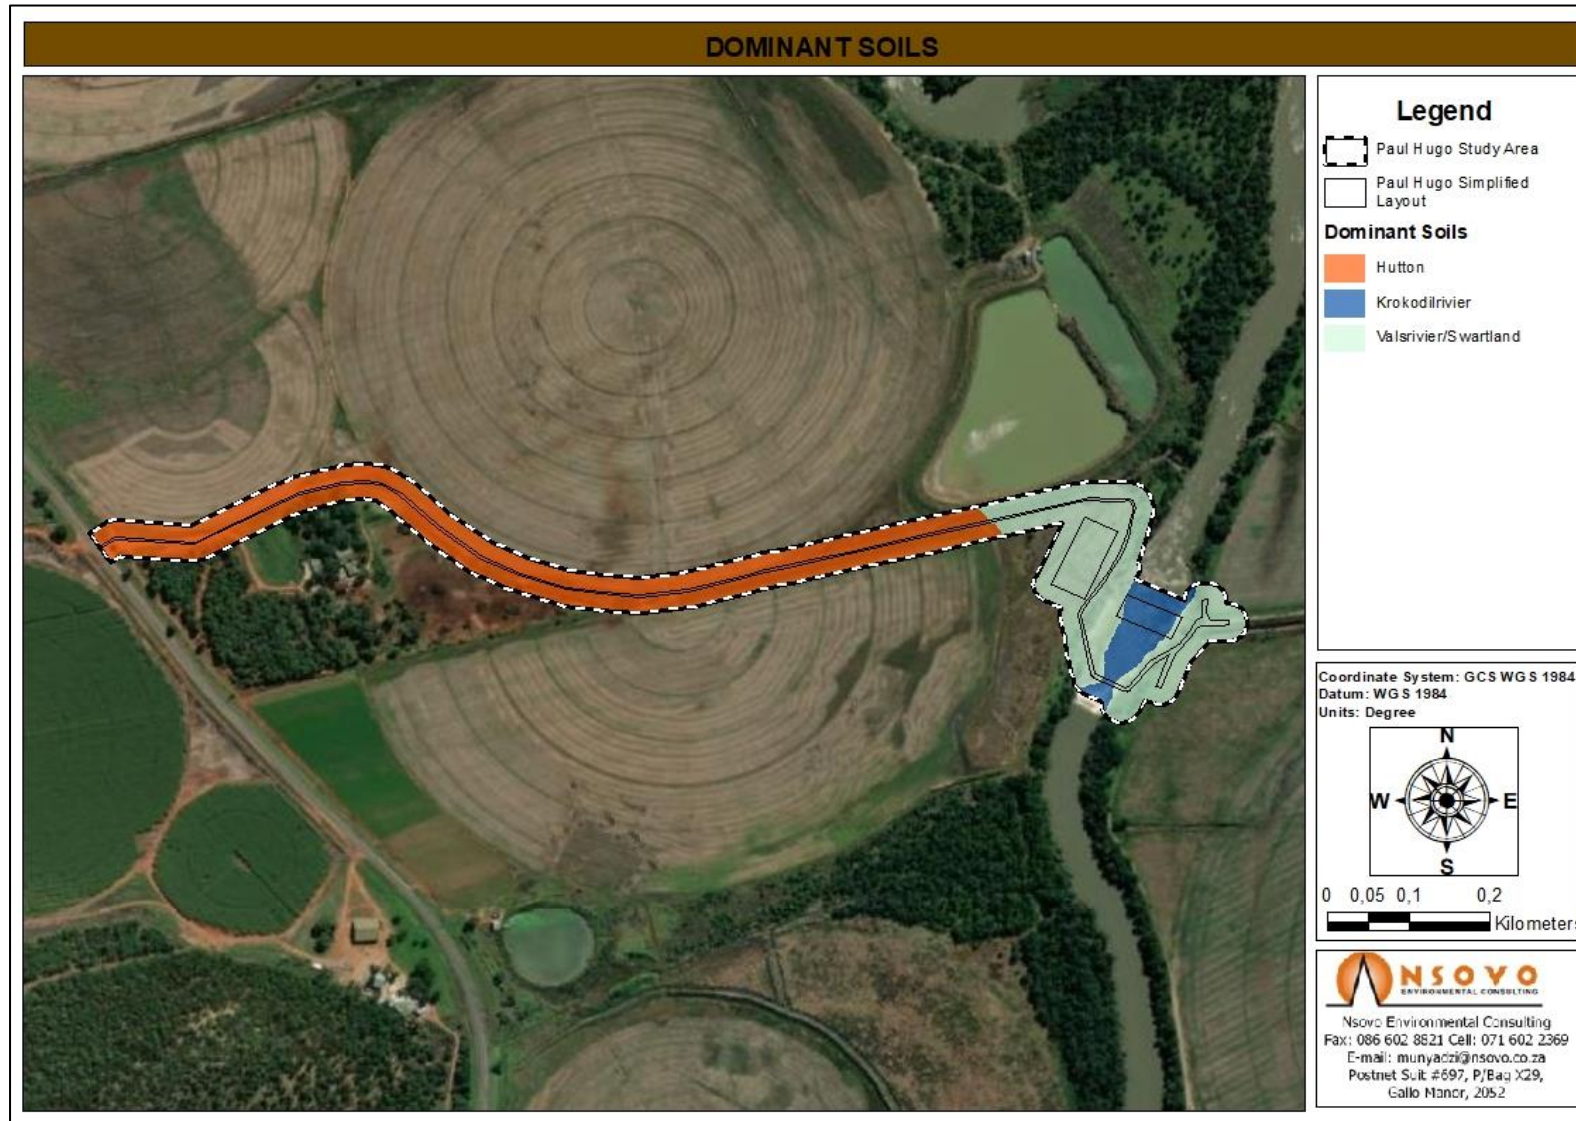 DOMINANT SOILS
Legend
Paul Hugo Study Area
Paul Hugo Simplified
Layout
Dominant Soils
Hutton
Krokodilrivier
Valsrivier/Swartland
Coordinate System: GCS WGS 1984
Datum: WGS 1984
Units: Degree
N
W E
S
0 0,05 0,1 0,2
Kilometers
NSOVO
ENVIRONMENTAL CONSULTING
Nsovo Environmental Consulting
Fax: 086 602 8821 Cell: 071 602 2369
E-mail: munyadzi@nsovo.co.za
Postnet Suit #697, P/Bag X29,
Gallo Manor, 2052